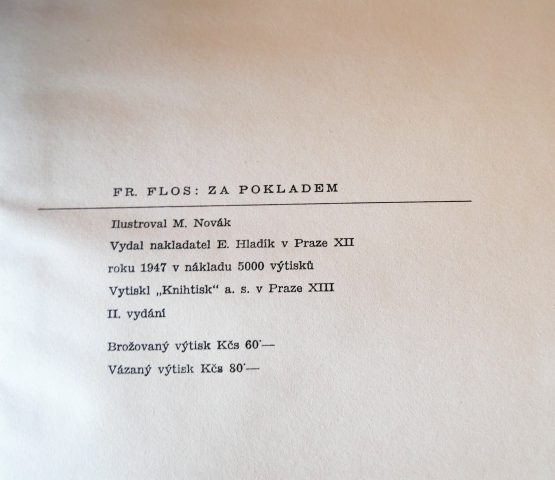 FR. FLOS: ZA POKLADEM
Ilustroval M. Novák
Vydal nakladatel E. Hladík v Praze XII
roku 1947 v nákladu 5000 výtisků
Vytiskl „Knihtisk“ a. s. v Praze XIII
II. vydání
Brožovaný výtisk Kčs 60·—
Vázaný výtisk Kčs 80·—